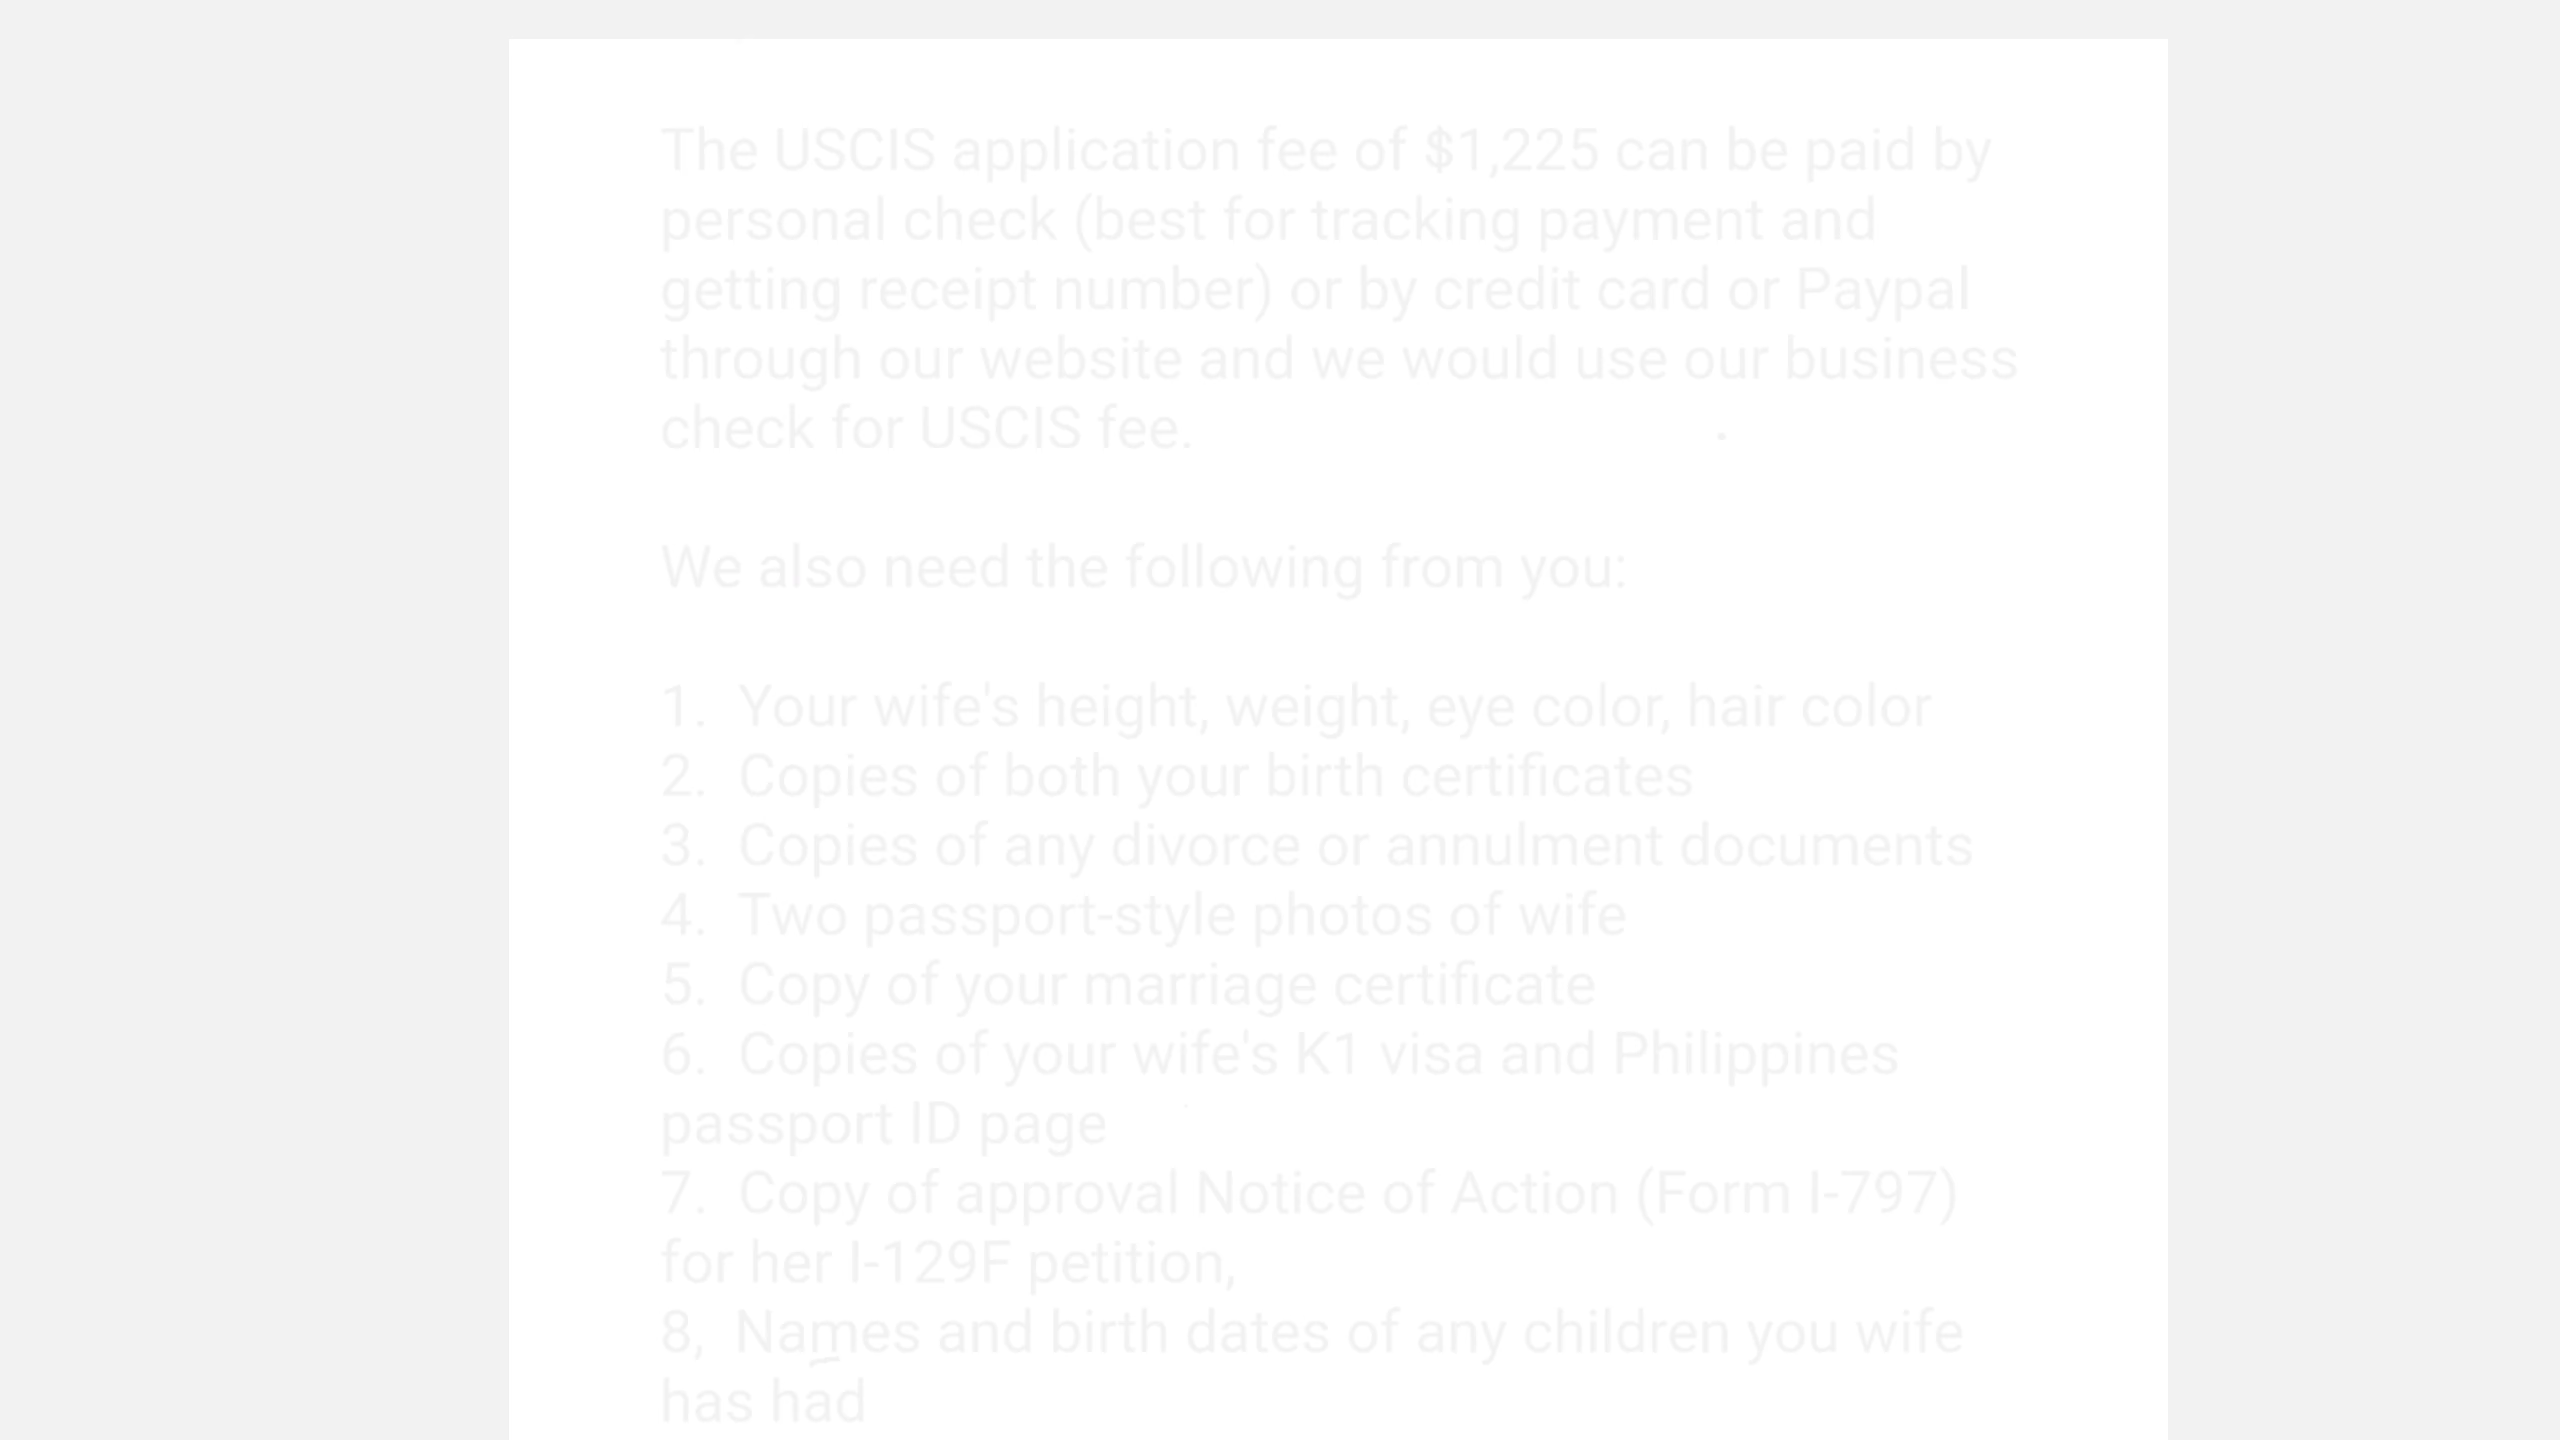 The USCIS application fee of $1,225 can be paid by
personal check (best for tracking payment and
getting receipt number) or by credit card or Paypal
through our website and we would use our business
check for USCIS fee.
We also need the following from you:
1. Your wife's height, weight, eye color, hair color
2. Copies of both your birth certificates
3. Copies of any divorce or annulment documents
4. Two passport-style photos of wife
5. Copy of your marriage certificate
6. Copies of your wife's K1 visa and Philippines
passport ID page
7. Copy of approval Notice of Action (Form I-797)
for her I-129F petition,
8, Names and birth dates of any children you wife
has had